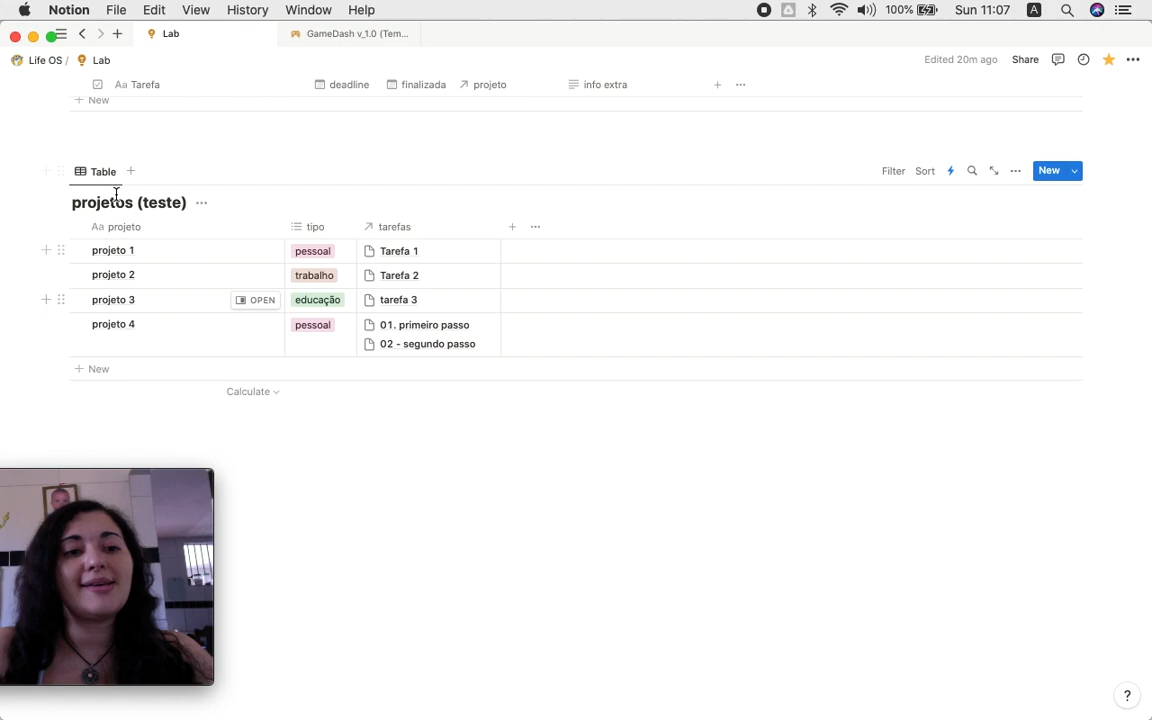 Notion File Edit View History Window Help 100% Sun 11:07 A
Lab GameDash v_1.0 (Tem...
Life OS / Lab Edited 20m ago Share
Aa Tarefa deadline finalizada projeto info extra
+ New
Table Filter Sort New
projetos (teste)
Aa projeto tipo tarefas
projeto 1 pessoal Tarefa 1
projeto 2 trabalho Tarefa 2
projeto 3 OPEN educação tarefa 3
projeto 4 pessoal 01. primeiro passo
02 - segundo passo
+ New
Calculate
?